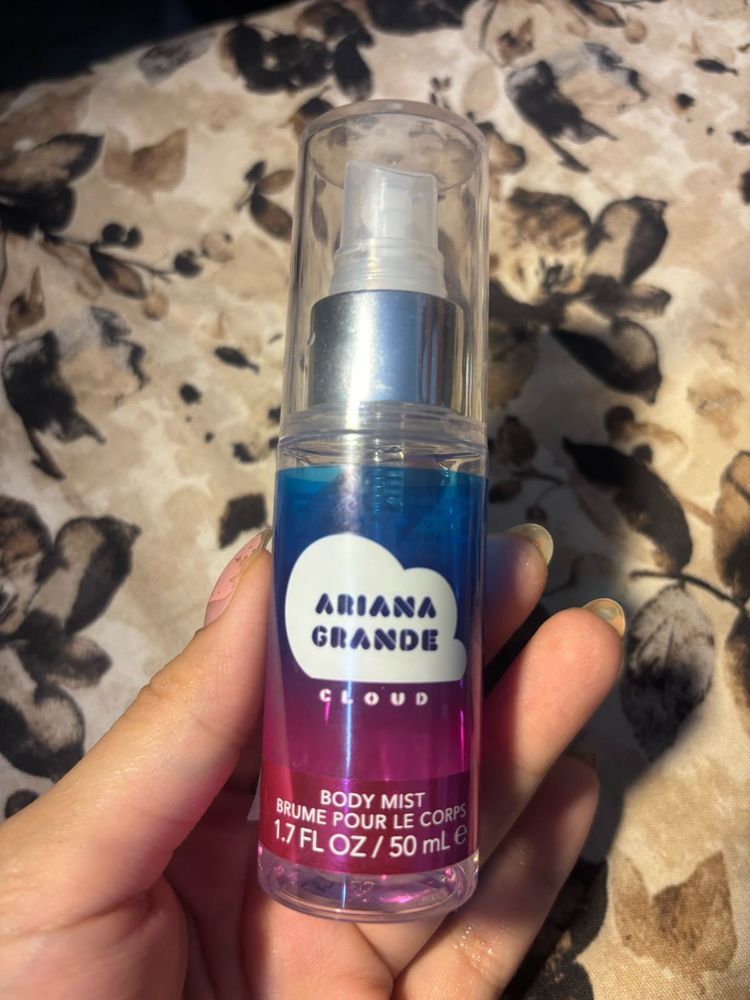 ARIANA
GRANDE
CLOUD
BODY MIST
BRUME POUR LE CORPS
1.7 FL OZ / 50 mL ℮